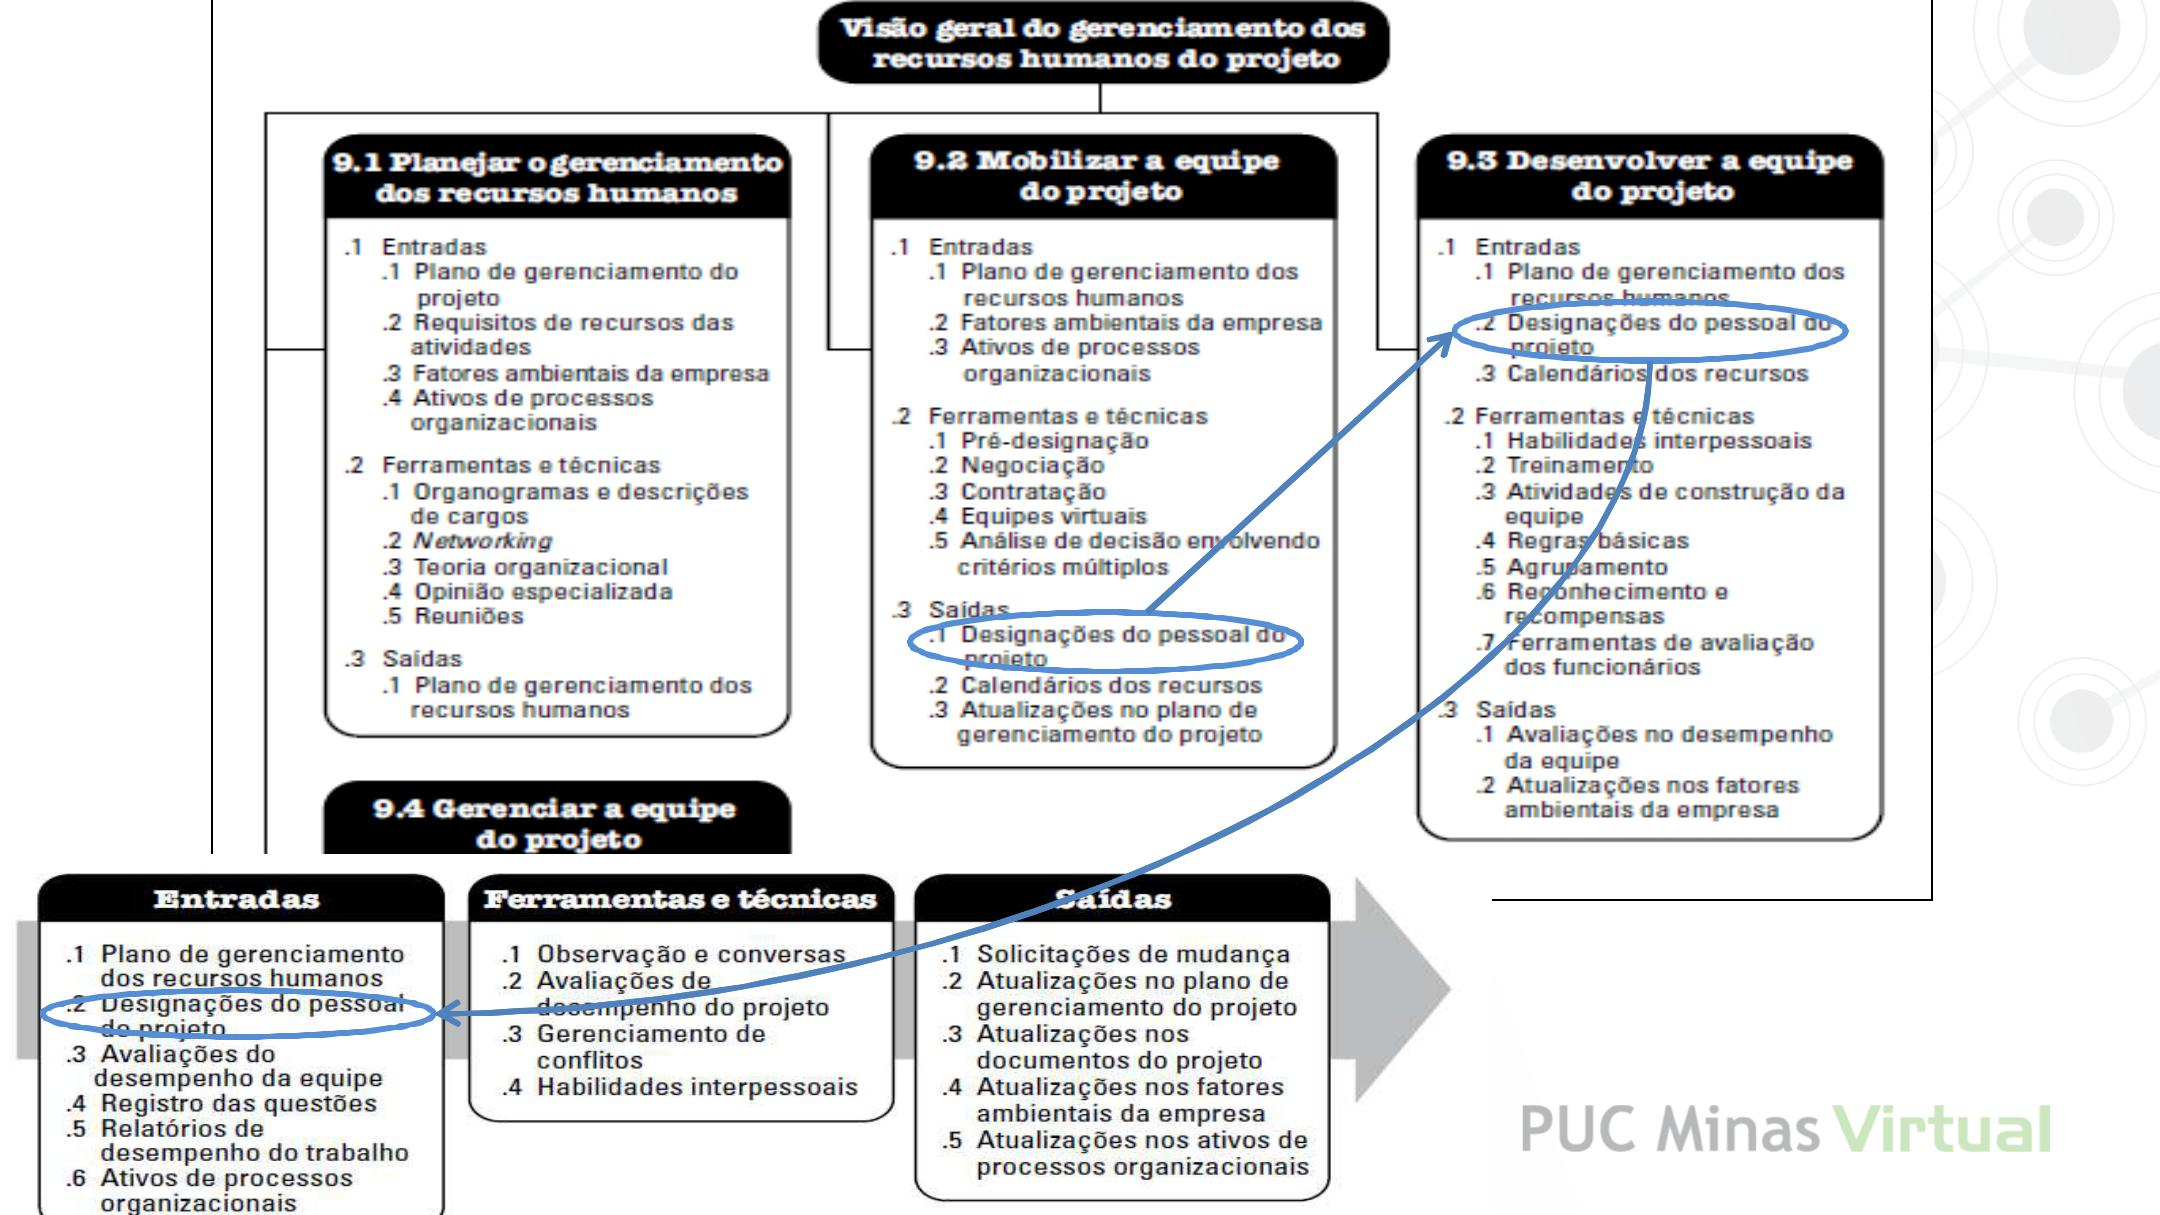 Visão geral do gerenciamento dos
recursos humanos do projeto
9.1 Planejar o gerenciamento
dos recursos humanos
.1 Entradas
.1 Plano de gerenciamento do
projeto
.2 Requisitos de recursos das
atividades
.3 Fatores ambientais da empresa
.4 Ativos de processos
organizacionais
.2 Ferramentas e técnicas
.1 Organogramas e descrições
de cargos
.2 Networking
.3 Teoria organizacional
.4 Opinião especializada
.5 Reuniões
.3 Saídas
.1 Plano de gerenciamento dos
recursos humanos
9.2 Mobilizar a equipe
do projeto
.1 Entradas
.1 Plano de gerenciamento dos
recursos humanos
.2 Fatores ambientais da empresa
.3 Ativos de processos
organizacionais
.2 Ferramentas e técnicas
.1 Pré-designação
.2 Negociação
.3 Contratação
.4 Equipes virtuais
.5 Análise de decisão envolvendo
critérios múltiplos
.3 Saídas
.1 Designações do pessoal do
projeto
.2 Calendários dos recursos
.3 Atualizações no plano de
gerenciamento do projeto
9.3 Desenvolver a equipe
do projeto
.1 Entradas
.1 Plano de gerenciamento dos
recursos humanos
.2 Designações do pessoal do
projeto
.3 Calendários dos recursos
.2 Ferramentas e técnicas
.1 Habilidades interpessoais
.2 Treinamento
.3 Atividades de construção da
equipe
.4 Regras básicas
.5 Agrupamento
.6 Reconhecimento e
recompensas
.7 Ferramentas de avaliação
dos funcionários
.3 Saídas
.1 Avaliações no desempenho
da equipe
.2 Atualizações nos fatores
ambientais da empresa
9.4 Gerenciar a equipe
do projeto
Entradas
.1 Plano de gerenciamento
dos recursos humanos
.2 Designações do pessoal
do projeto
.3 Avaliações do
desempenho da equipe
.4 Registro das questões
.5 Relatórios de
desempenho do trabalho
.6 Ativos de processos
organizacionais
Ferramentas e técnicas
.1 Observação e conversas
.2 Avaliações de
desempenho do projeto
.3 Gerenciamento de
conflitos
.4 Habilidades interpessoais
Saídas
.1 Solicitações de mudança
.2 Atualizações no plano de
gerenciamento do projeto
.3 Atualizações nos
documentos do projeto
.4 Atualizações nos fatores
ambientais da empresa
.5 Atualizações nos ativos de
processos organizacionais
PUC Minas Virtual